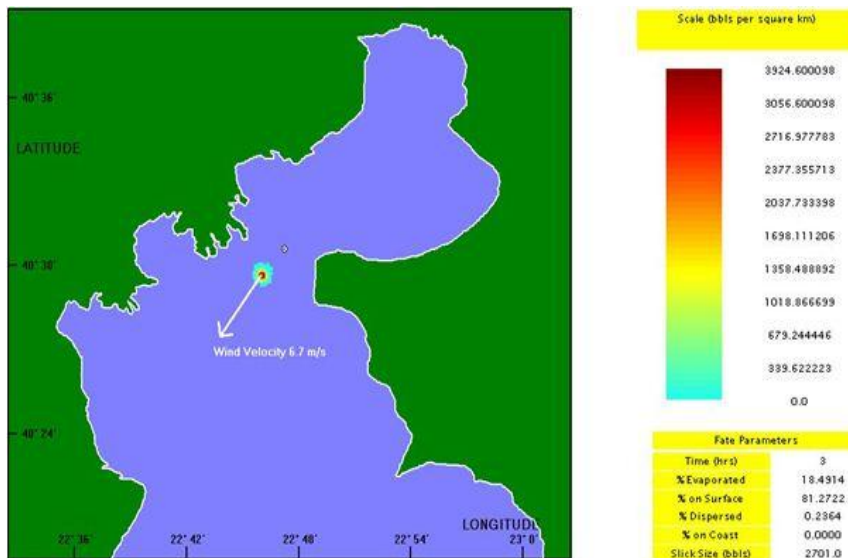 Scale (bbls per square km)
3924.600098
3056.600098
2716.977783
2377.355713
2037.733398
1698.111206
1358.488892
1018.866699
679.244446
339.622223
0.0
40° 36'
LATITUDE
40° 30'
Wind Velocity 6.7 m/s
40° 24'
LONGITUDE
22° 36' 22° 42' 22° 48' 22° 54' 23° 0'
Fate Parameters
Time (hrs) 3
% Evaporated 18.4914
% on Surface 81.2722
% Dispersed 0.2364
% on Coast 0.0000
Slick Size (bbls) 2701.0